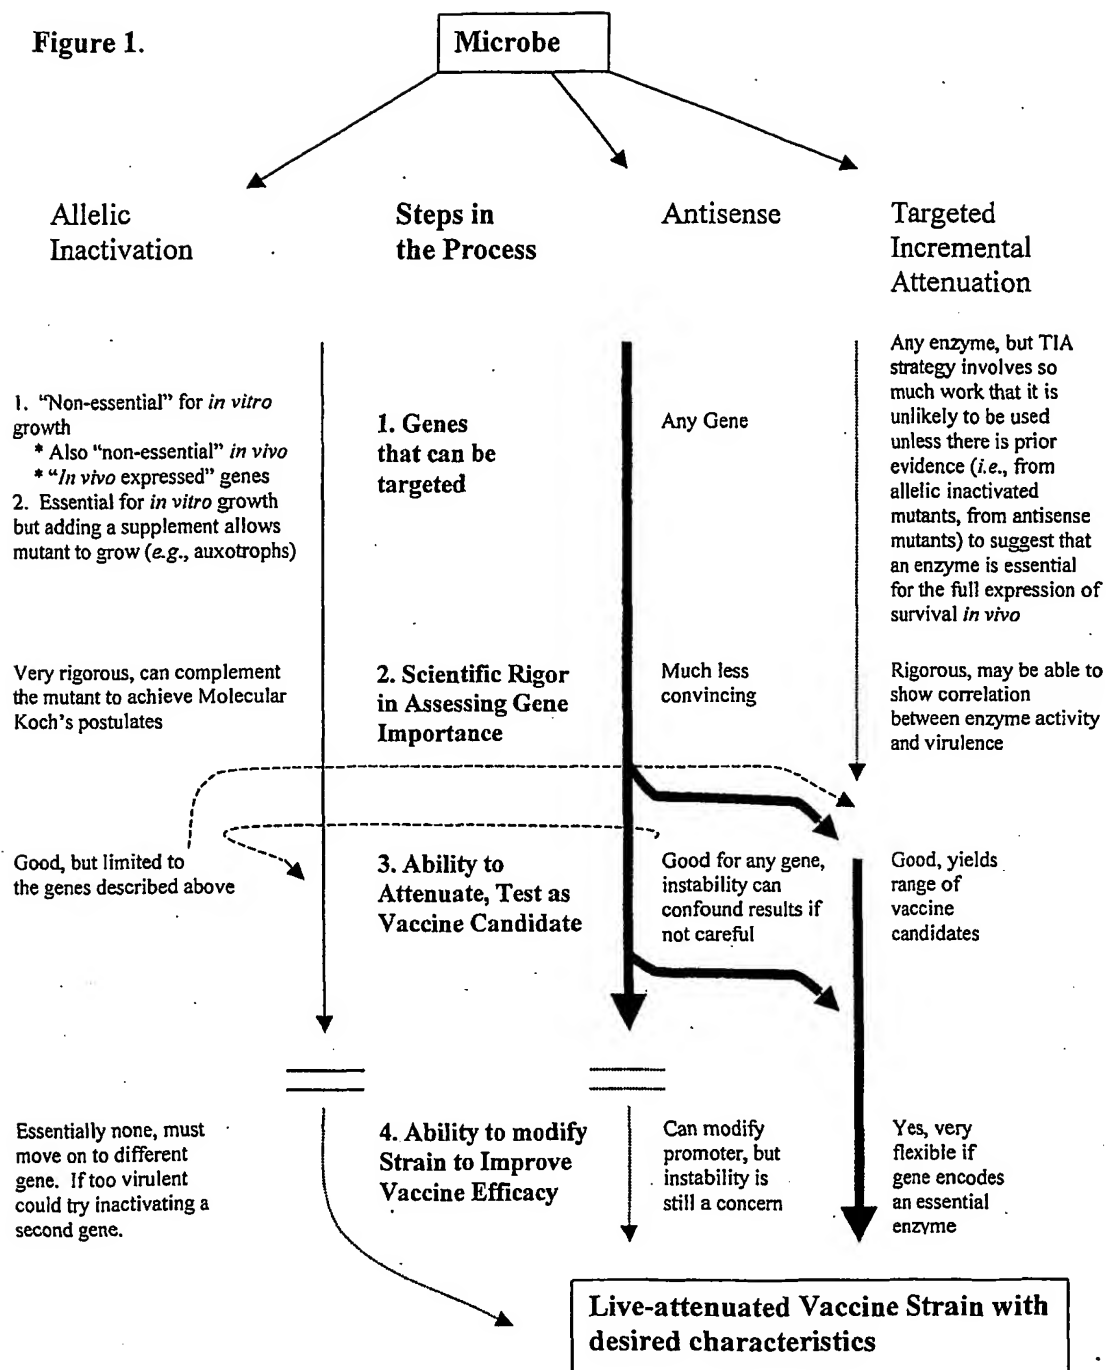 Figure 1.
Microbe
Allelic
Inactivation
Steps in
the Process
Antisense
Targeted
Incremental
Attenuation
1. “Non-essential” for in vitro
growth
* Also “non-essential” in vivo
* “In vivo expressed” genes
2. Essential for in vitro growth
but adding a supplement allows
mutant to grow (e.g., auxotrophs)
1. Genes
that can be
targeted
Any Gene
Any enzyme, but TIA
strategy involves so
much work that it is
unlikely to be used
unless there is prior
evidence (i.e., from
allelic inactivated
mutants, from antisense
mutants) to suggest that
an enzyme is essential
for the full expression of
survival in vivo
Very rigorous, can complement
the mutant to achieve Molecular
Koch’s postulates
2. Scientific Rigor
in Assessing Gene
Importance
Much less
convincing
Rigorous, may be able to
show correlation
between enzyme activity
and virulence
Good, but limited to
the genes described above
3. Ability to
Attenuate, Test as
Vaccine Candidate
Good for any gene,
instability can
confound results if
not careful
Good, yields
range of
vaccine
candidates
Essentially none, must
move on to different
gene. If too virulent
could try inactivating a
second gene.
4. Ability to modify
Strain to Improve
Vaccine Efficacy
Can modify
promoter, but
instability is
still a concern
Yes, very
flexible if
gene encodes
an essential
enzyme
Live-attenuated Vaccine Strain with
desired characteristics